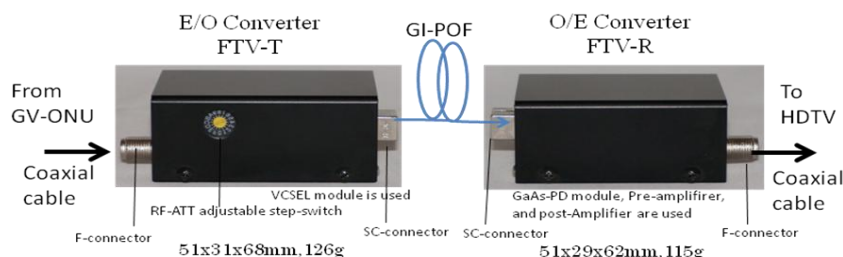 E/O Converter
FTV-T
GI-POF
O/E Converter
FTV-R
From
GV-ONU
Coaxial
cable
To
HDTV
Coaxial
cable
VCSEL module is used
RF-ATT adjustable step-switch
F-connector
SC-connector
51x31x68mm, 126g
GaAs-PD module, Pre-amplifirer,
and post-Amplifier are used
SC-connector
F-connector
51x29x62mm, 115g